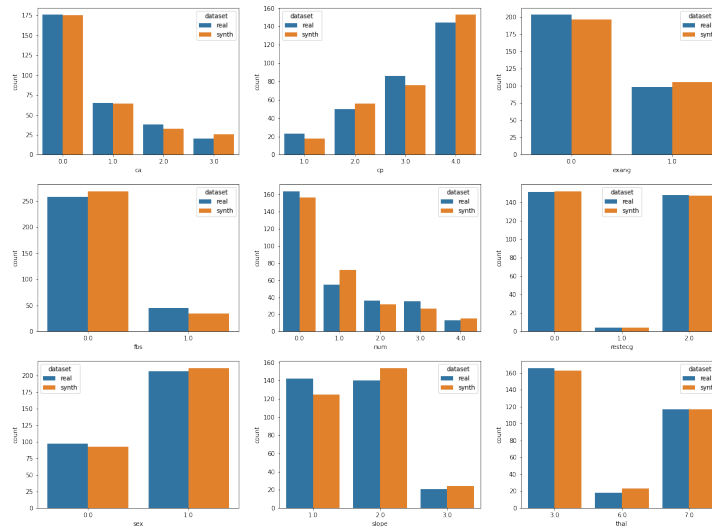 175
150
125
100
75
50
25
0
count
0.0
1.0
2.0
3.0
ca
dataset
real
synth
160
140
120
100
80
60
40
20
0
count
1.0
2.0
3.0
4.0
cp
dataset
real
synth
200
175
150
125
100
75
50
25
0
count
0.0
1.0
exang
dataset
real
synth
250
200
150
100
50
0
count
0.0
1.0
fbs
dataset
real
synth
160
140
120
100
80
60
40
20
0
count
0.0
1.0
2.0
3.0
4.0
num
dataset
real
synth
140
120
100
80
60
40
20
0
count
0.0
1.0
2.0
restecg
dataset
real
synth
200
175
150
125
100
75
50
25
0
count
0.0
1.0
sex
dataset
real
synth
160
140
120
100
80
60
40
20
0
count
1.0
2.0
3.0
slope
dataset
real
synth
160
140
120
100
80
60
40
20
0
count
3.0
6.0
7.0
thal
dataset
real
synth